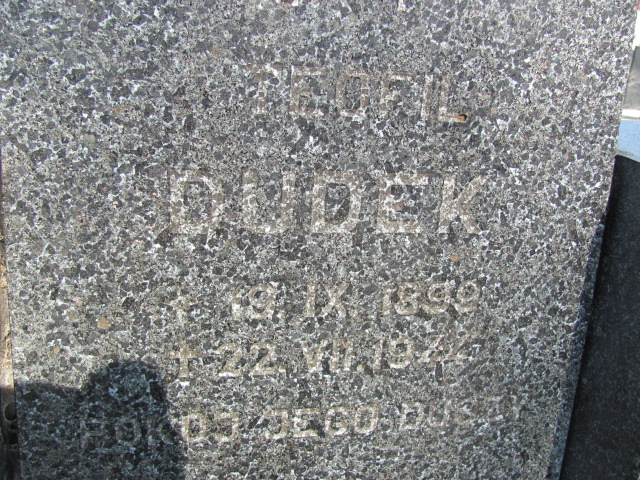 TEOFIL
DUDEK
* 19. IX. 1899
† 22. VII. 1944
POKÓJ JEGO DUSZY